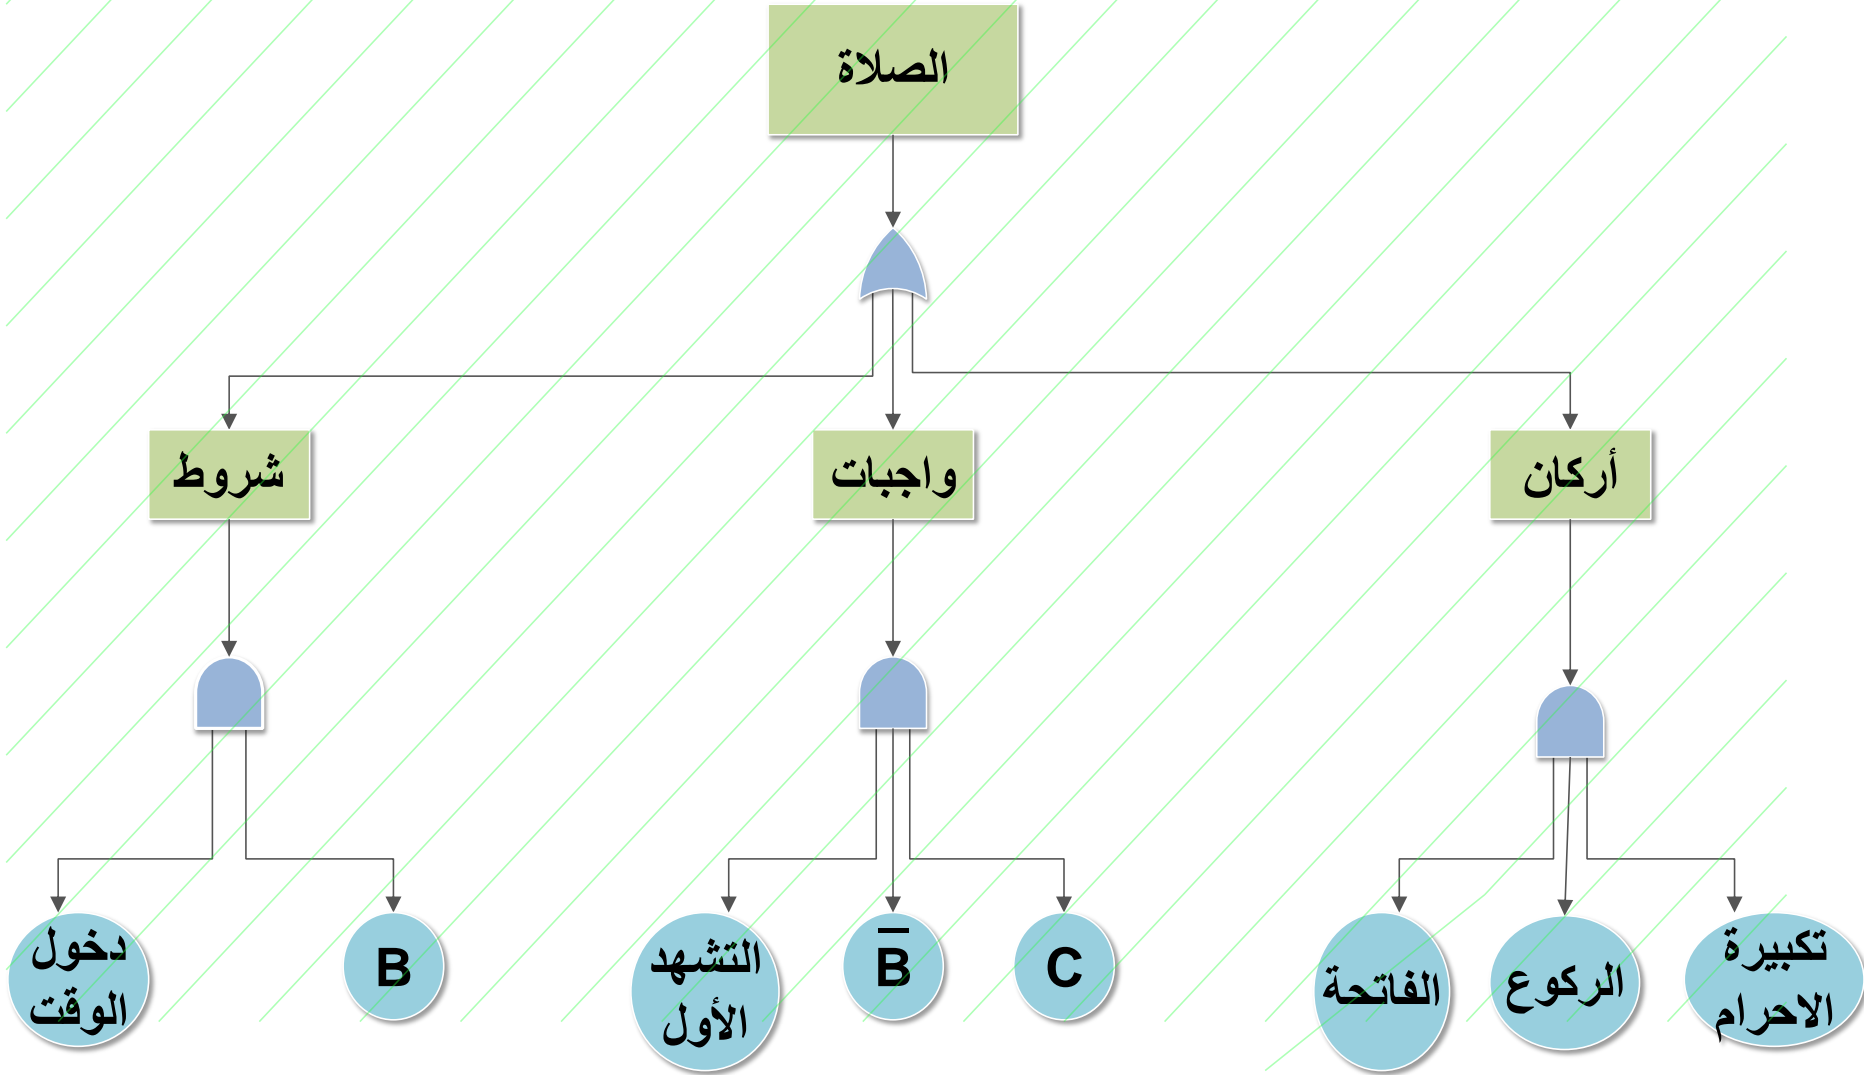 الصلاة
أركان
واجبات
شروط
تكبيرة
الاحرام
الركوع
الفاتحة
C
B̅
التشهد
الأول
B
دخول
الوقت